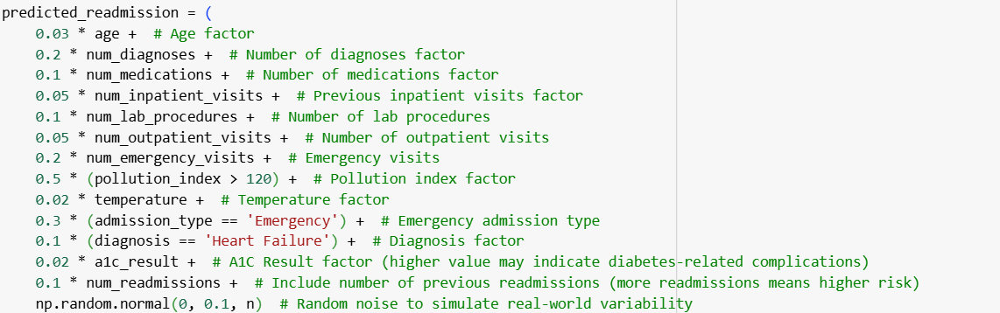 predicted_readmission = (
    0.03 * age +  # Age factor
    0.2 * num_diagnoses +  # Number of diagnoses factor
    0.1 * num_medications +  # Number of medications factor
    0.05 * num_inpatient_visits +  # Previous inpatient visits factor
    0.1 * num_lab_procedures +  # Number of lab procedures
    0.05 * num_outpatient_visits +  # Number of outpatient visits
    0.2 * num_emergency_visits +  # Emergency visits
    0.5 * (pollution_index > 120) +  # Pollution index factor
    0.02 * temperature +  # Temperature factor
    0.3 * (admission_type == 'Emergency') +  # Emergency admission type
    0.1 * (diagnosis == 'Heart Failure') +  # Diagnosis factor
    0.02 * a1c_result +  # A1C Result factor (higher value may indicate diabetes-related complications)
    0.1 * num_readmissions +  # Include number of previous readmissions (more readmissions means higher risk)
    np.random.normal(0, 0.1, n)  # Random noise to simulate real-world variability